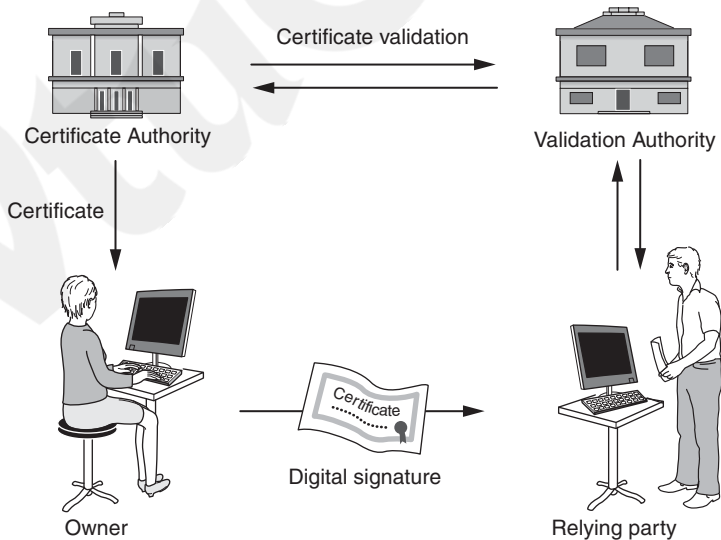 Certificate validation
Certificate Authority
Validation Authority
Certificate
Certificate
Digital signature
Owner
Relying party